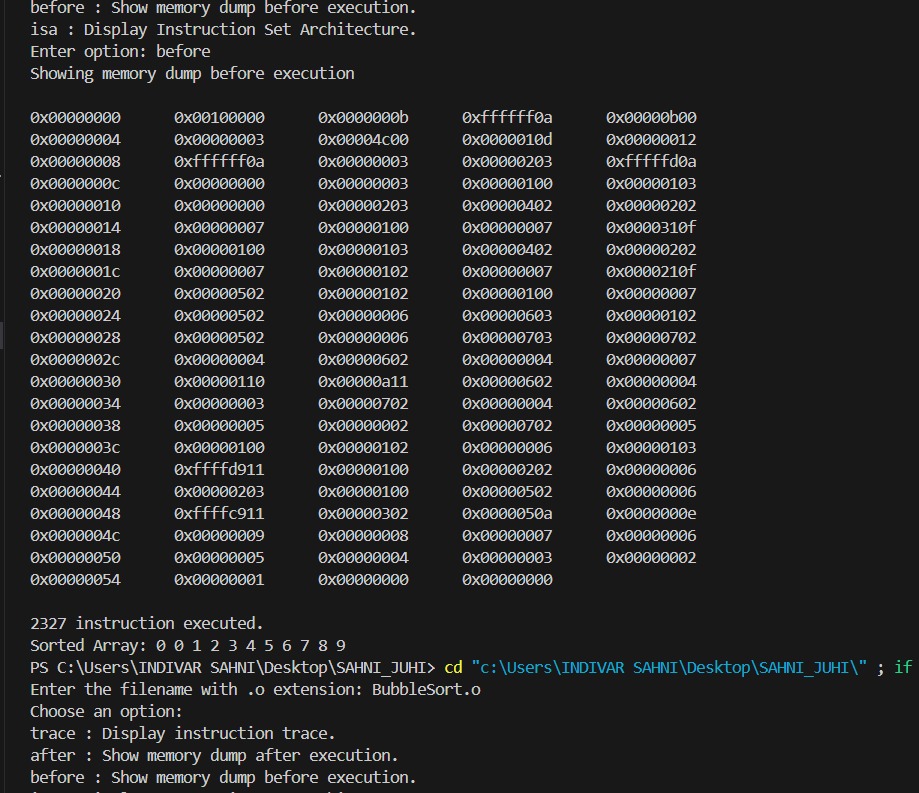 before : Show memory dump before execution.
isa : Display Instruction Set Architecture.
Enter option: before
Showing memory dump before execution
0x00000000 0x00100000 0x0000000b 0xffffff0a 0x00000b00
0x00000004 0x00000003 0x00004c00 0x0000010d 0x00000012
0x00000008 0xffffff0a 0x00000003 0x00000203 0xfffffd0a
0x0000000c 0x00000000 0x00000003 0x00000100 0x00000103
0x00000010 0x00000000 0x00000203 0x00000402 0x00000202
0x00000014 0x00000007 0x00000100 0x00000007 0x0000310f
0x00000018 0x00000100 0x00000103 0x00000402 0x00000202
0x0000001c 0x00000007 0x00000102 0x00000007 0x0000210f
0x00000020 0x00000502 0x00000102 0x00000100 0x00000007
0x00000024 0x00000502 0x00000006 0x00000603 0x00000102
0x00000028 0x00000502 0x00000006 0x00000703 0x00000702
0x0000002c 0x00000004 0x00000602 0x00000004 0x00000007
0x00000030 0x00000110 0x00000a11 0x00000602 0x00000004
0x00000034 0x00000003 0x00000702 0x00000004 0x00000602
0x00000038 0x00000005 0x00000002 0x00000702 0x00000005
0x0000003c 0x00000100 0x00000102 0x00000006 0x00000103
0x00000040 0xffffd911 0x00000100 0x00000202 0x00000006
0x00000044 0x00000203 0x00000100 0x00000502 0x00000006
0x00000048 0xffffc911 0x00000302 0x0000050a 0x0000000e
0x0000004c 0x00000009 0x00000008 0x00000007 0x00000006
0x00000050 0x00000005 0x00000004 0x00000003 0x00000002
0x00000054 0x00000001 0x00000000 0x00000000
2327 instruction executed.
Sorted Array: 0 0 1 2 3 4 5 6 7 8 9
PS C:\Users\INDIVAR SAHNI\Desktop\SAHNI_JUHI> cd "c:\Users\INDIVAR SAHNI\Desktop\SAHNI_JUHI\" ; if
Enter the filename with .o extension: BubbleSort.o
Choose an option:
trace : Display instruction trace.
after : Show memory dump after execution.
before : Show memory dump before execution.